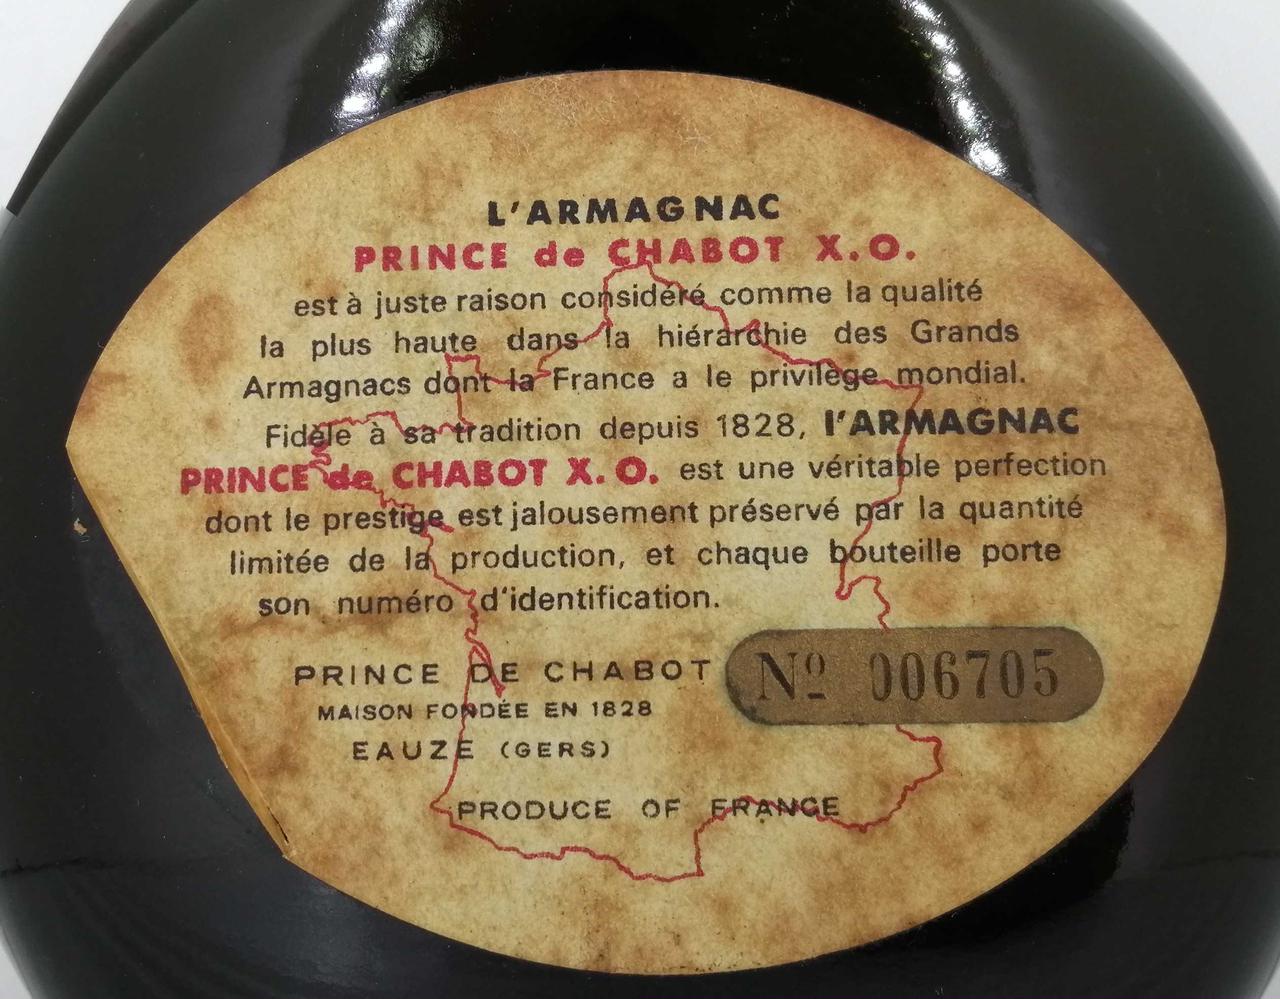 L'ARMAGNAC
PRINCE de CHABOT X.O.
est à juste raison considéré comme la qualité
la plus haute dans la hiérarchie des Grands
Armagnacs dont la France a le privilège mondial.
Fidèle à sa tradition depuis 1828, l'ARMAGNAC
PRINCE de CHABOT X.O. est une véritable perfection
dont le prestige est jalousement préservé par la quantité
limitée de la production, et chaque bouteille porte
son numéro d'identification.
PRINCE DE CHABOT
MAISON FONDÉE EN 1828
EAUZE (GERS)
Nº 006705
PRODUCE OF FRANCE